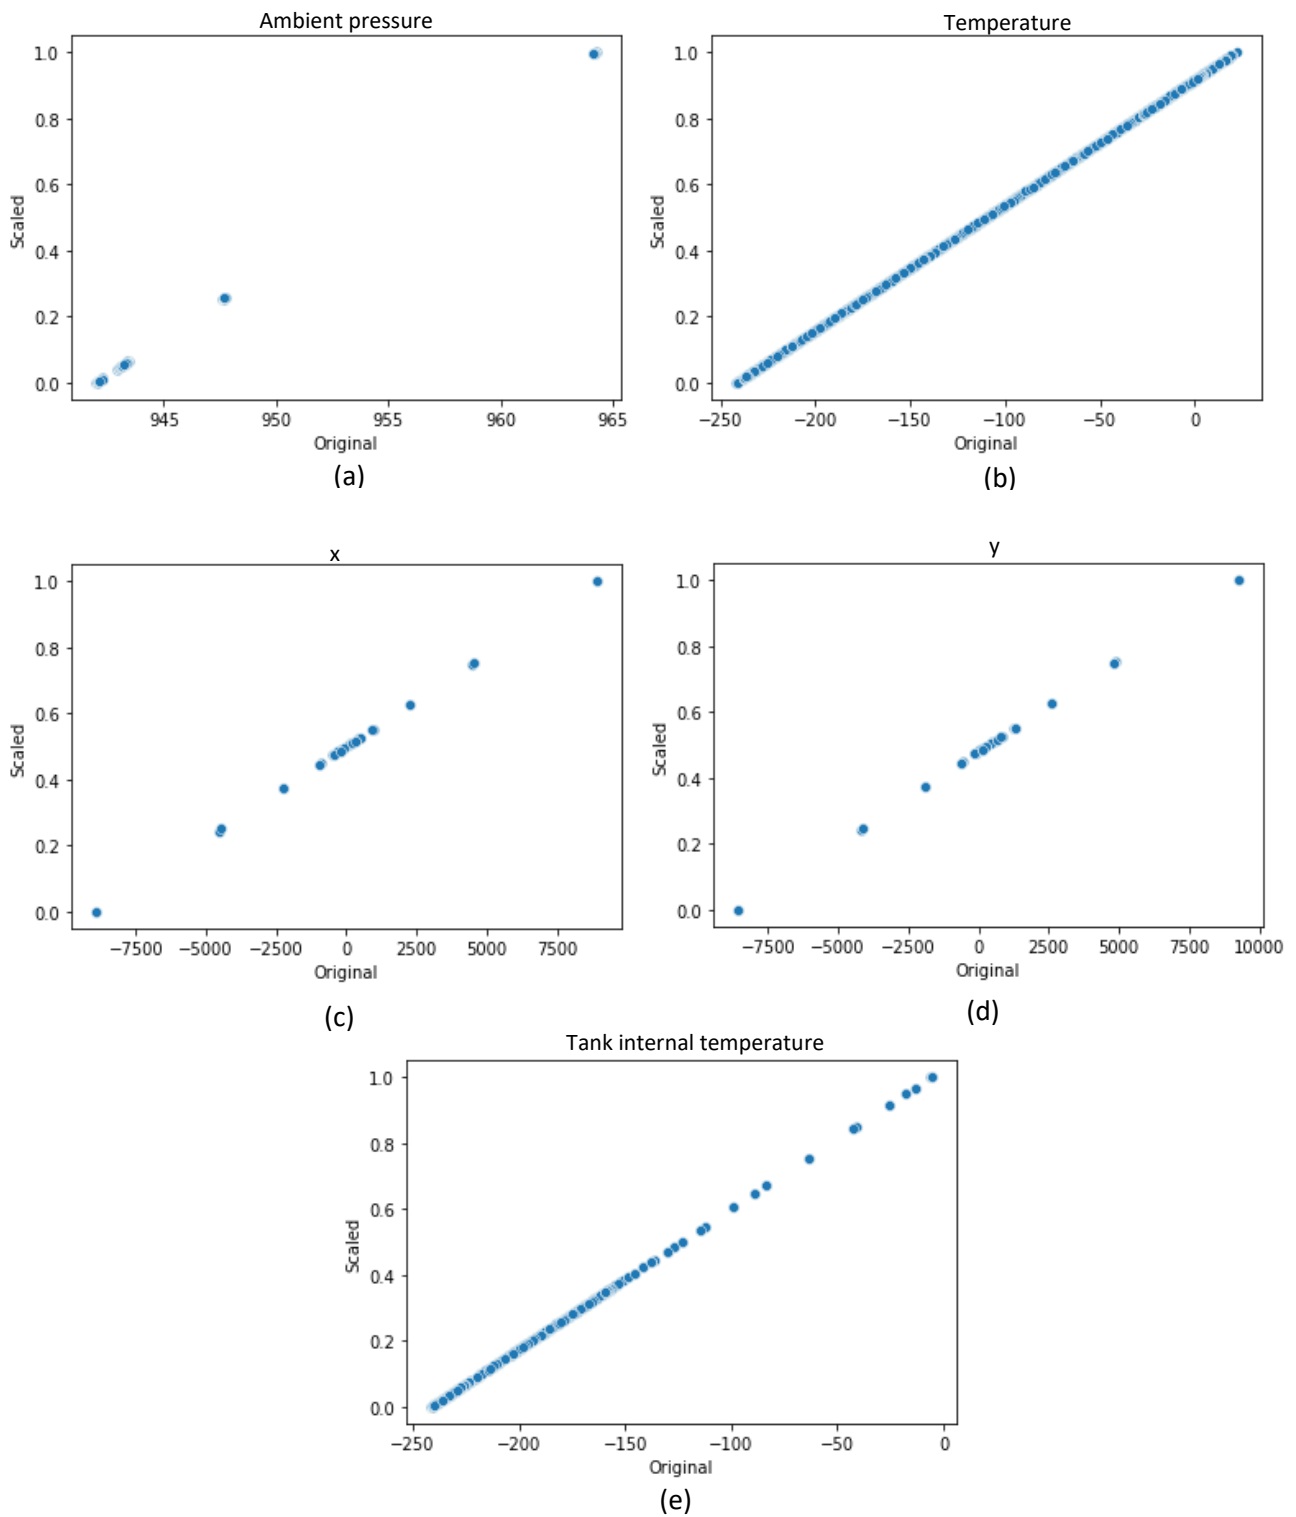 Ambient pressure
1.0
0.8
0.6
0.4
0.2
0.0
Scaled
945 950 955 960 965
Original
(a)
Temperature
1.0
0.8
0.6
0.4
0.2
0.0
Scaled
−250 −200 −150 −100 −50 0
Original
(b)
x
1.0
0.8
0.6
0.4
0.2
0.0
Scaled
−7500 −5000 −2500 0 2500 5000 7500
Original
(c)
y
1.0
0.8
0.6
0.4
0.2
0.0
Scaled
−7500 −5000 −2500 0 2500 5000 7500 10000
Original
(d)
Tank internal temperature
1.0
0.8
0.6
0.4
0.2
0.0
Scaled
−250 −200 −150 −100 −50 0
Original
(e)